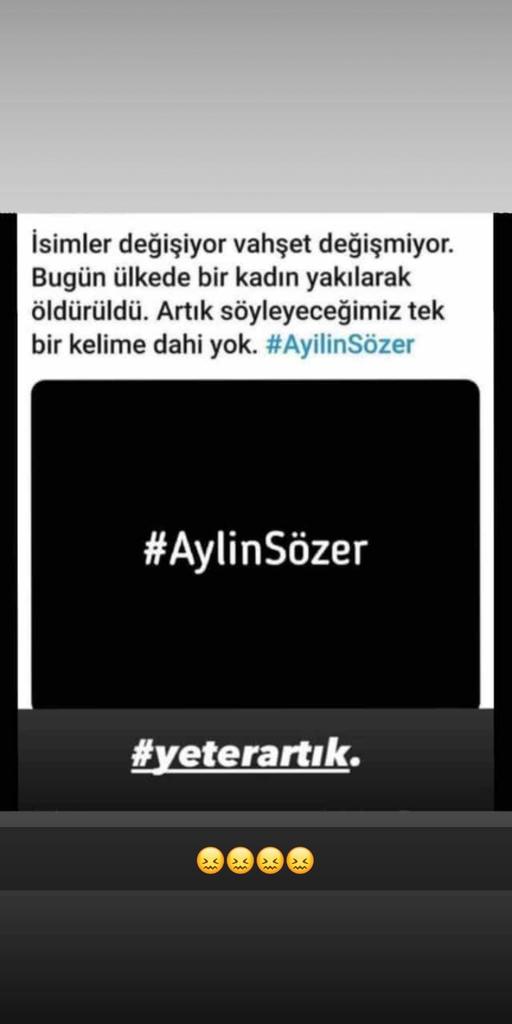 İsimler değişiyor vahşet değişmiyor.
Bugün ülkede bir kadın yakılarak
öldürüldü. Artık söyleyeceğimiz tek
bir kelime dahi yok. #AyilinSözer
#AylinSözer
#yeterartık.
😖😖😖😖